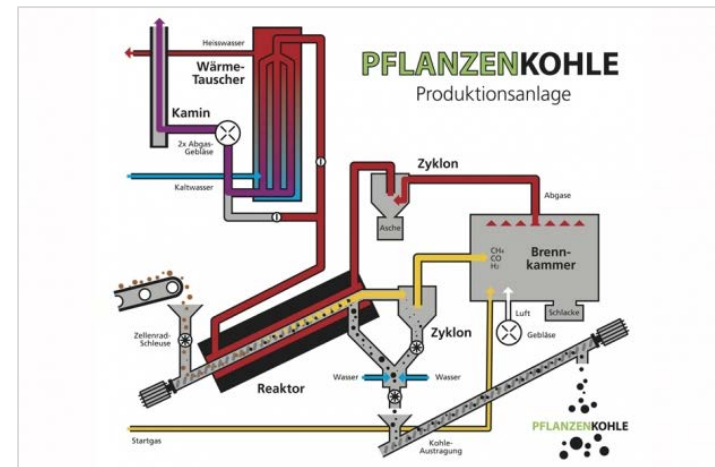 PFLANZENKOHLE
Produktionsanlage
Heisswasser
Wärme-
Tauscher
Kamin
2x Abgas-
Gebläse
Kaltwasser
Zyklon
Abgase
Asche
CH₄
CO
H₂
Brenn-
kammer
Luft
Schlacke
Gebläse
Zellenrad-
Schleuse
Zyklon
Reaktor
Wasser
Wasser
Startgas
Kohle-
Austragung
PFLANZENKOHLE